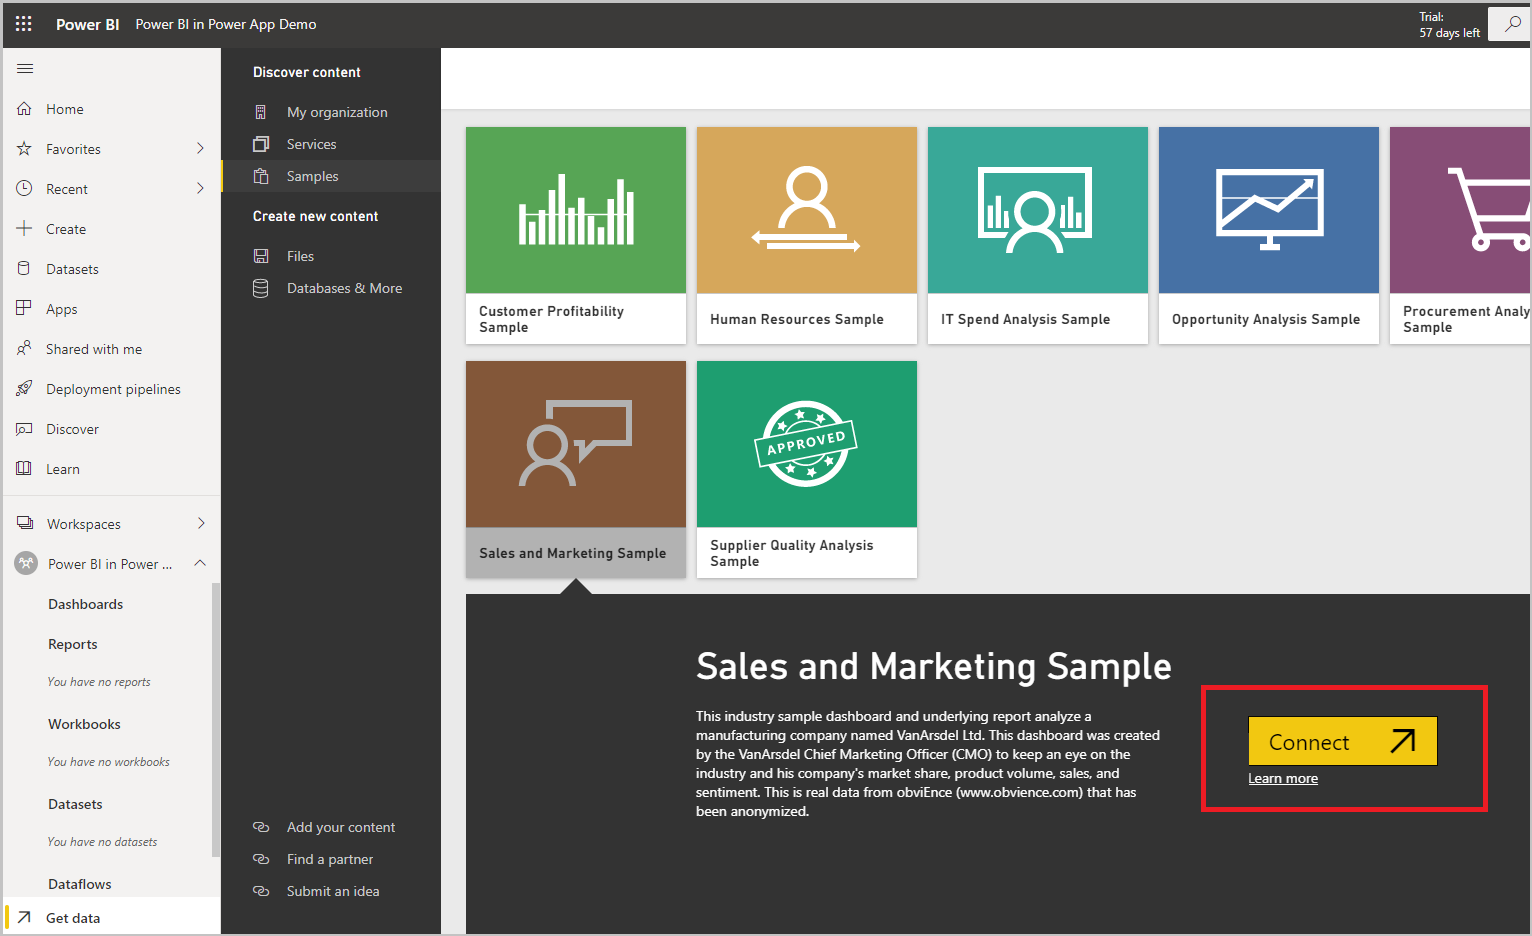 Power BI
Power BI in Power App Demo
Trial:
57 days left
Home
Favorites
Recent
Create
Datasets
Apps
Shared with me
Deployment pipelines
Discover
Learn
Workspaces
Power BI in Power ...
Dashboards
Reports
You have no reports
Workbooks
You have no workbooks
Datasets
You have no datasets
Dataflows
Get data
Discover content
My organization
Services
Samples
Create new content
Files
Databases & More
Add your content
Find a partner
Submit an idea
Customer Profitability
Sample
Human Resources Sample
IT Spend Analysis Sample
Opportunity Analysis Sample
Procurement Analy
Sample
Sales and Marketing Sample
APPROVED
Supplier Quality Analysis
Sample
Sales and Marketing Sample
This industry sample dashboard and underlying report analyze a
manufacturing company named VanArsdel Ltd. This dashboard was created
by the VanArsdel Chief Marketing Officer (CMO) to keep an eye on the
industry and his company's market share, product volume, sales, and
sentiment. This is real data from obviEnce (www.obvience.com) that has
been anonymized.
Connect
Learn more